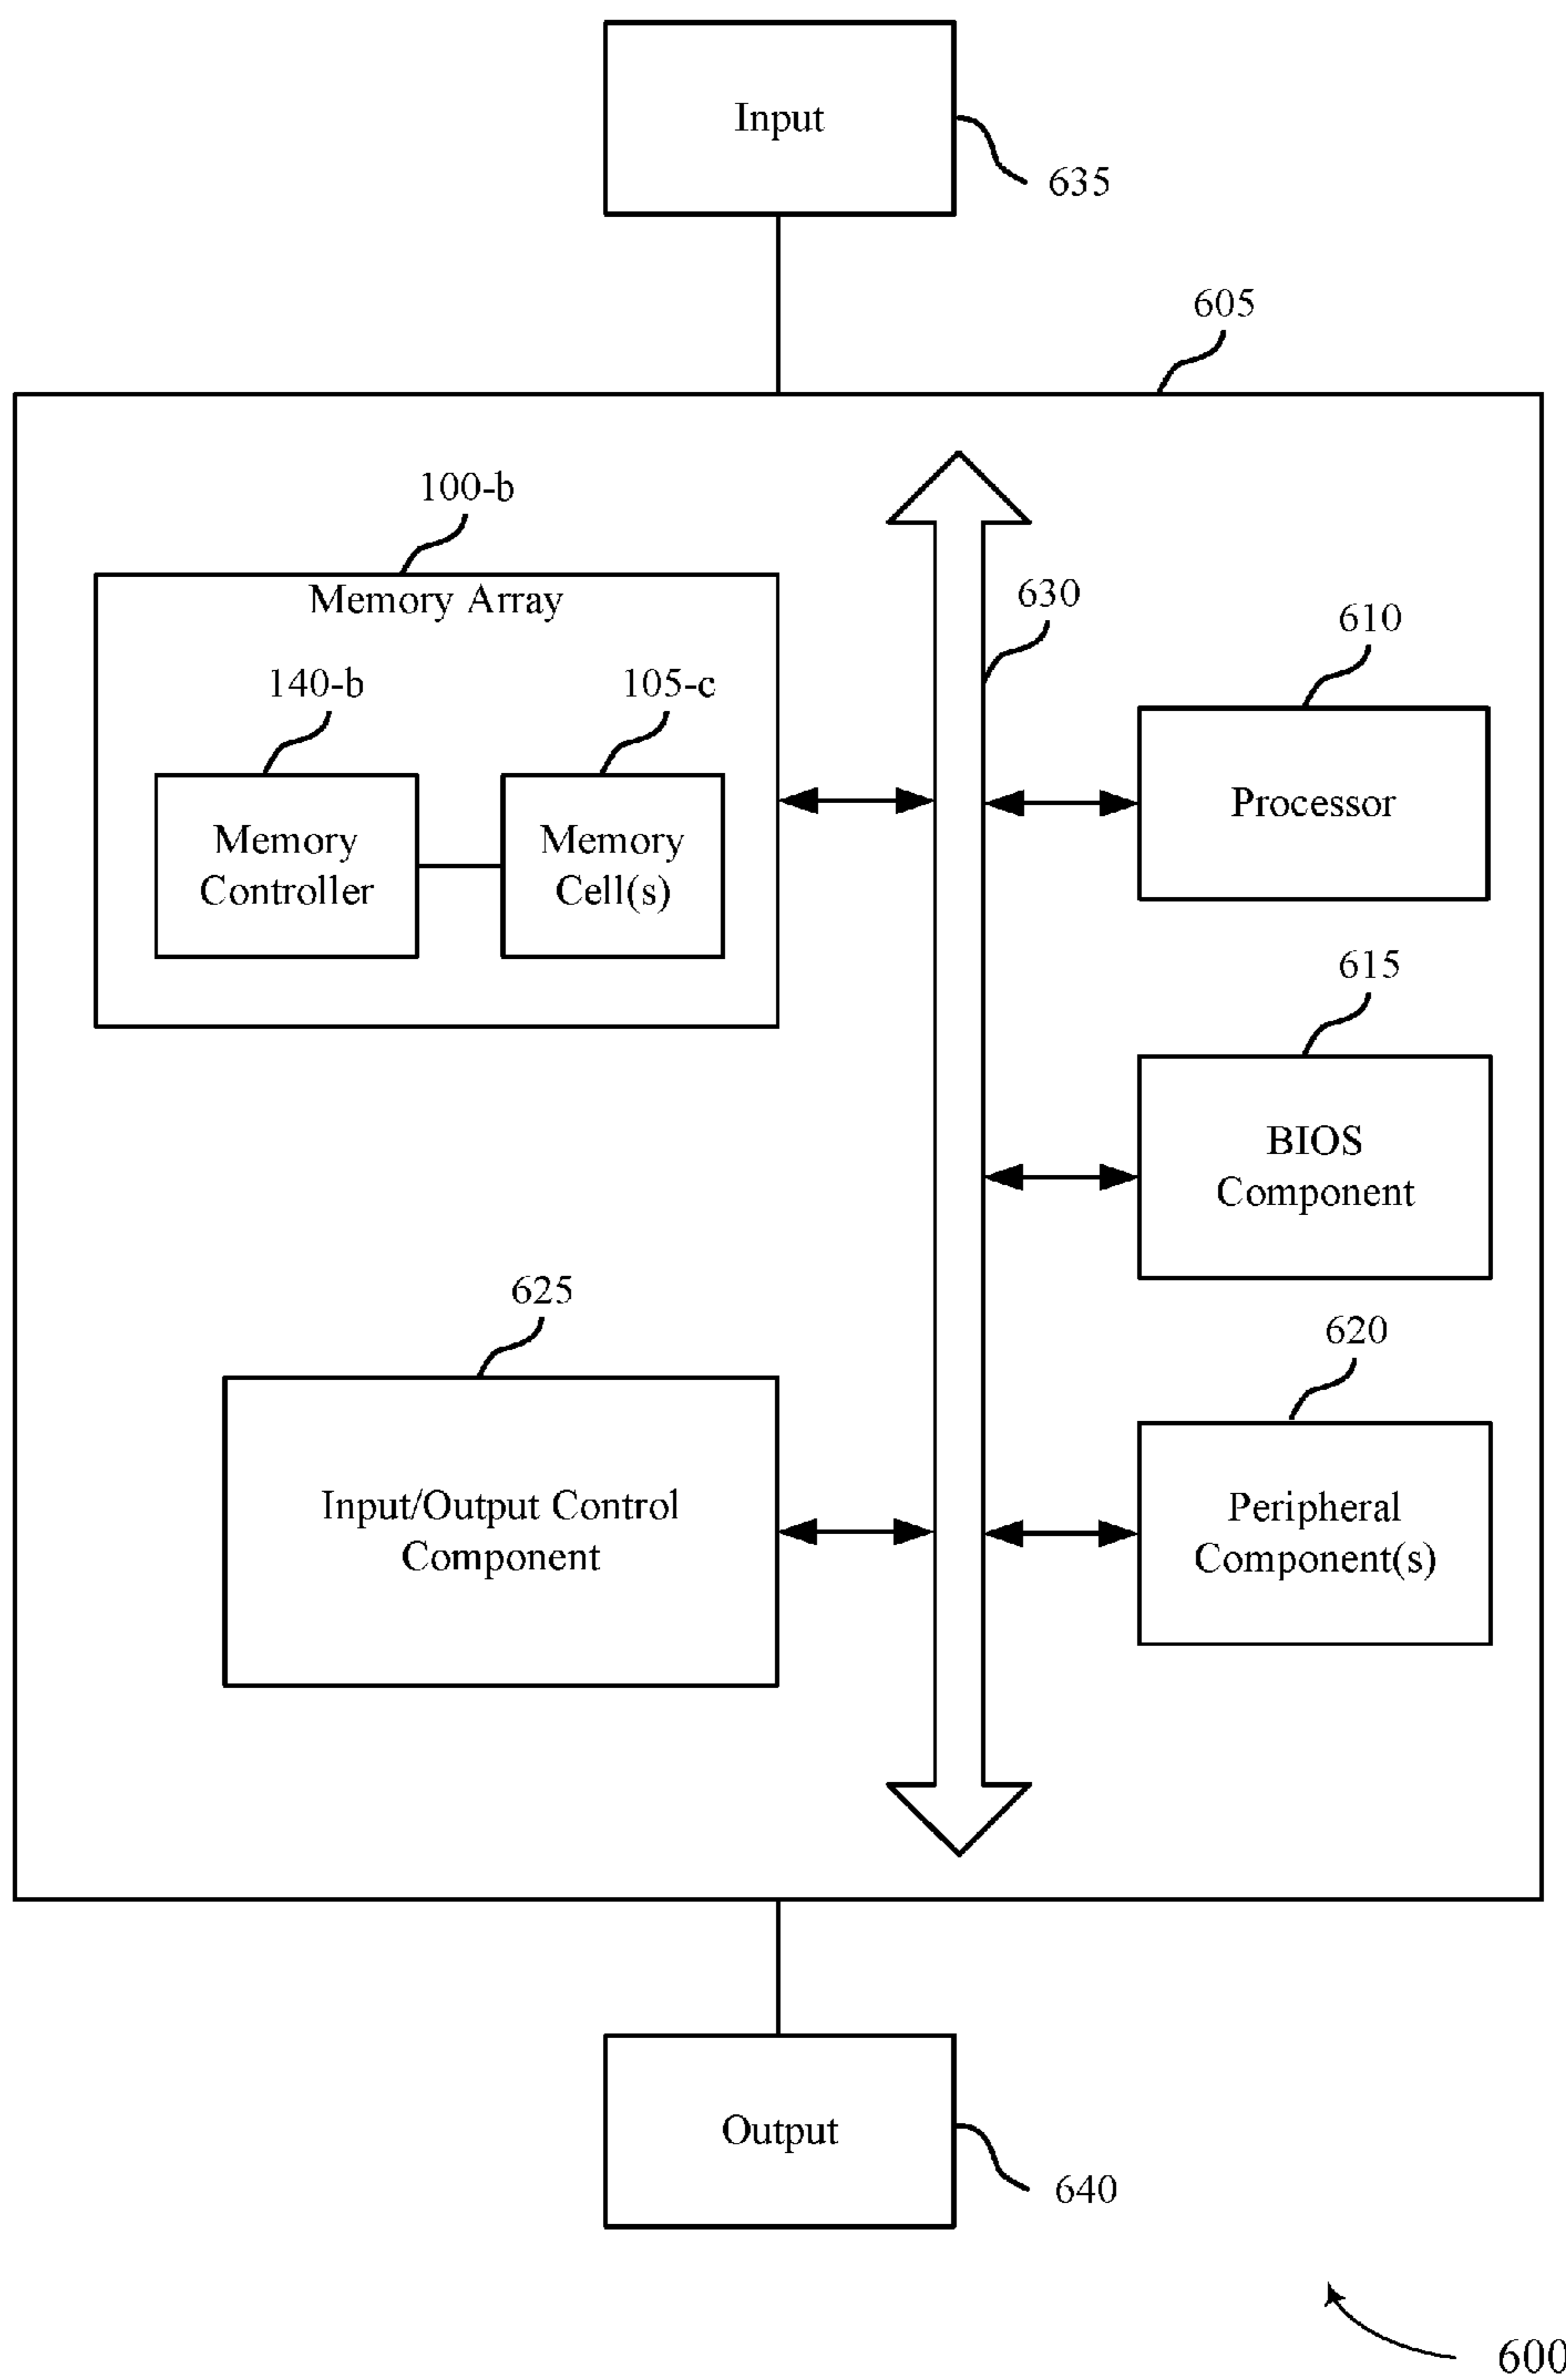 Input
635
605
100-b
Memory Array
630
610
140-b
105-c
Memory
Controller
Memory
Cell(s)
Processor
615
BIOS
Component
625
620
Input/Output Control
Component
Peripheral
Component(s)
Output
640
600